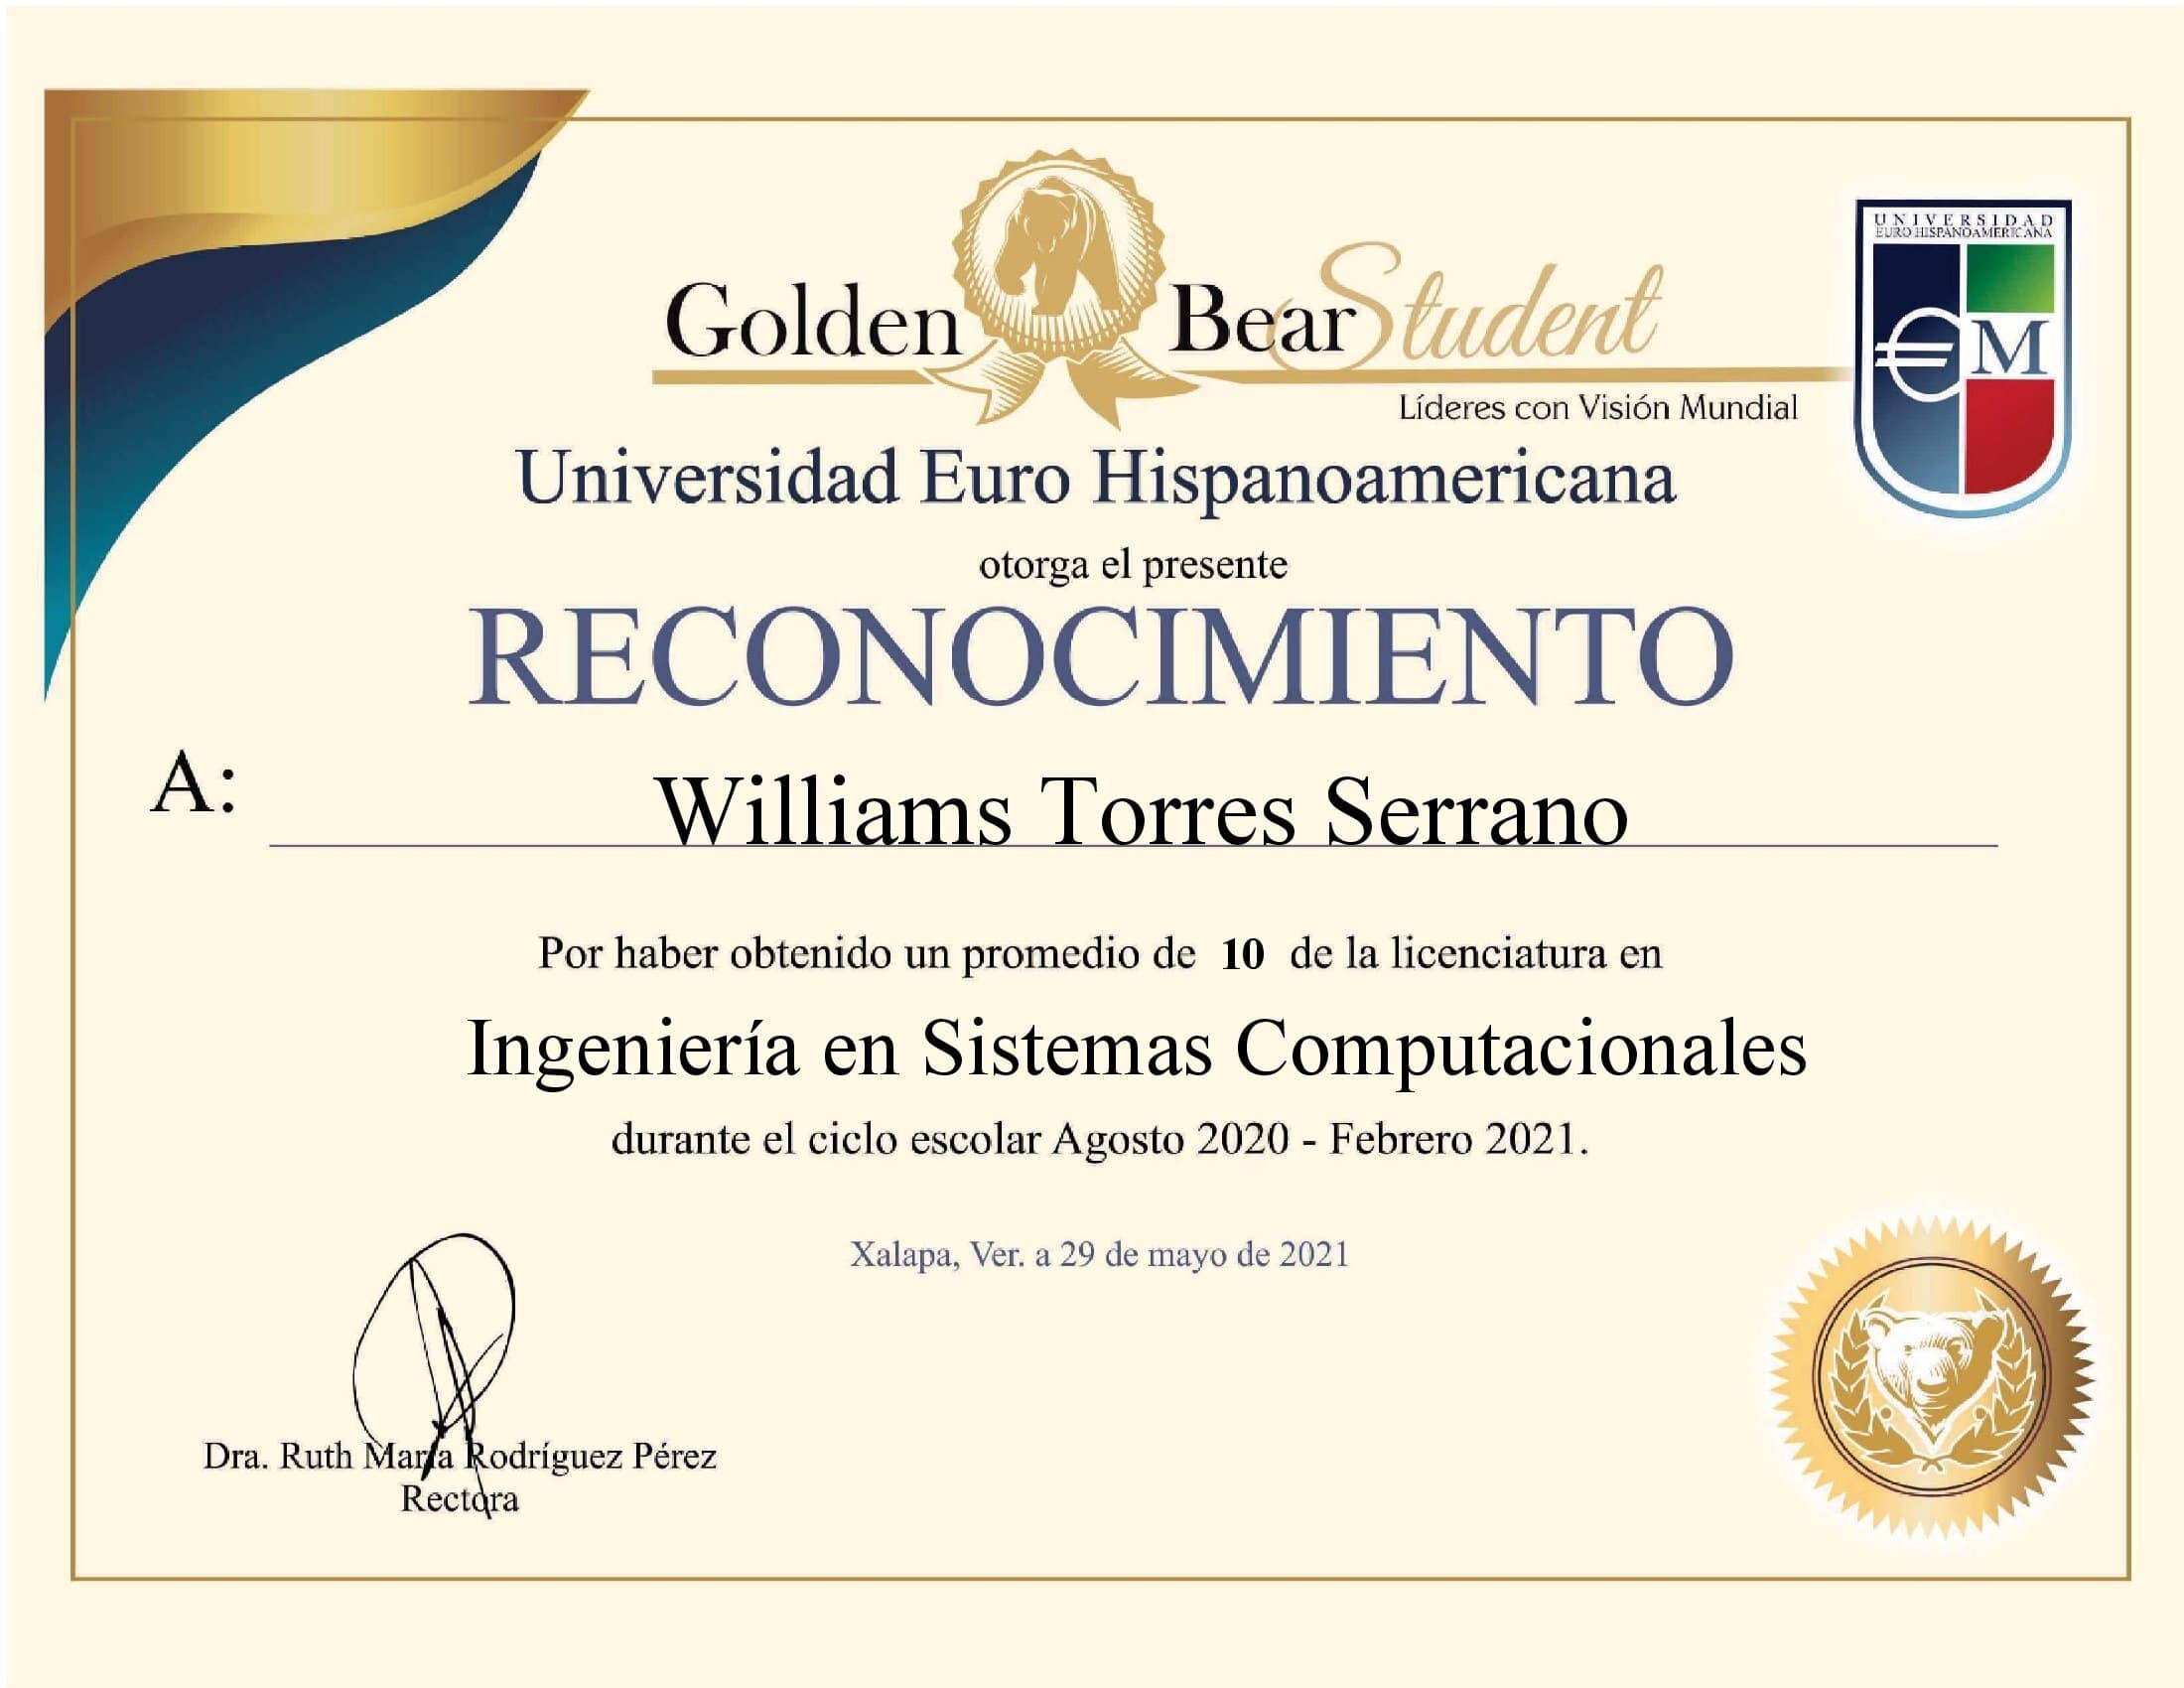 UNIVERSIDAD
EURO HISPANOAMERICANA
€ M
Golden Bear Student
Líderes con Visión Mundial
Universidad Euro Hispanoamericana
otorga el presente
RECONOCIMIENTO
A: Williams Torres Serrano
Por haber obtenido un promedio de 10 de la licenciatura en
Ingeniería en Sistemas Computacionales
durante el ciclo escolar Agosto 2020 - Febrero 2021.
Xalapa, Ver. a 29 de mayo de 2021
Dra. Ruth María Rodríguez Pérez
Rectora